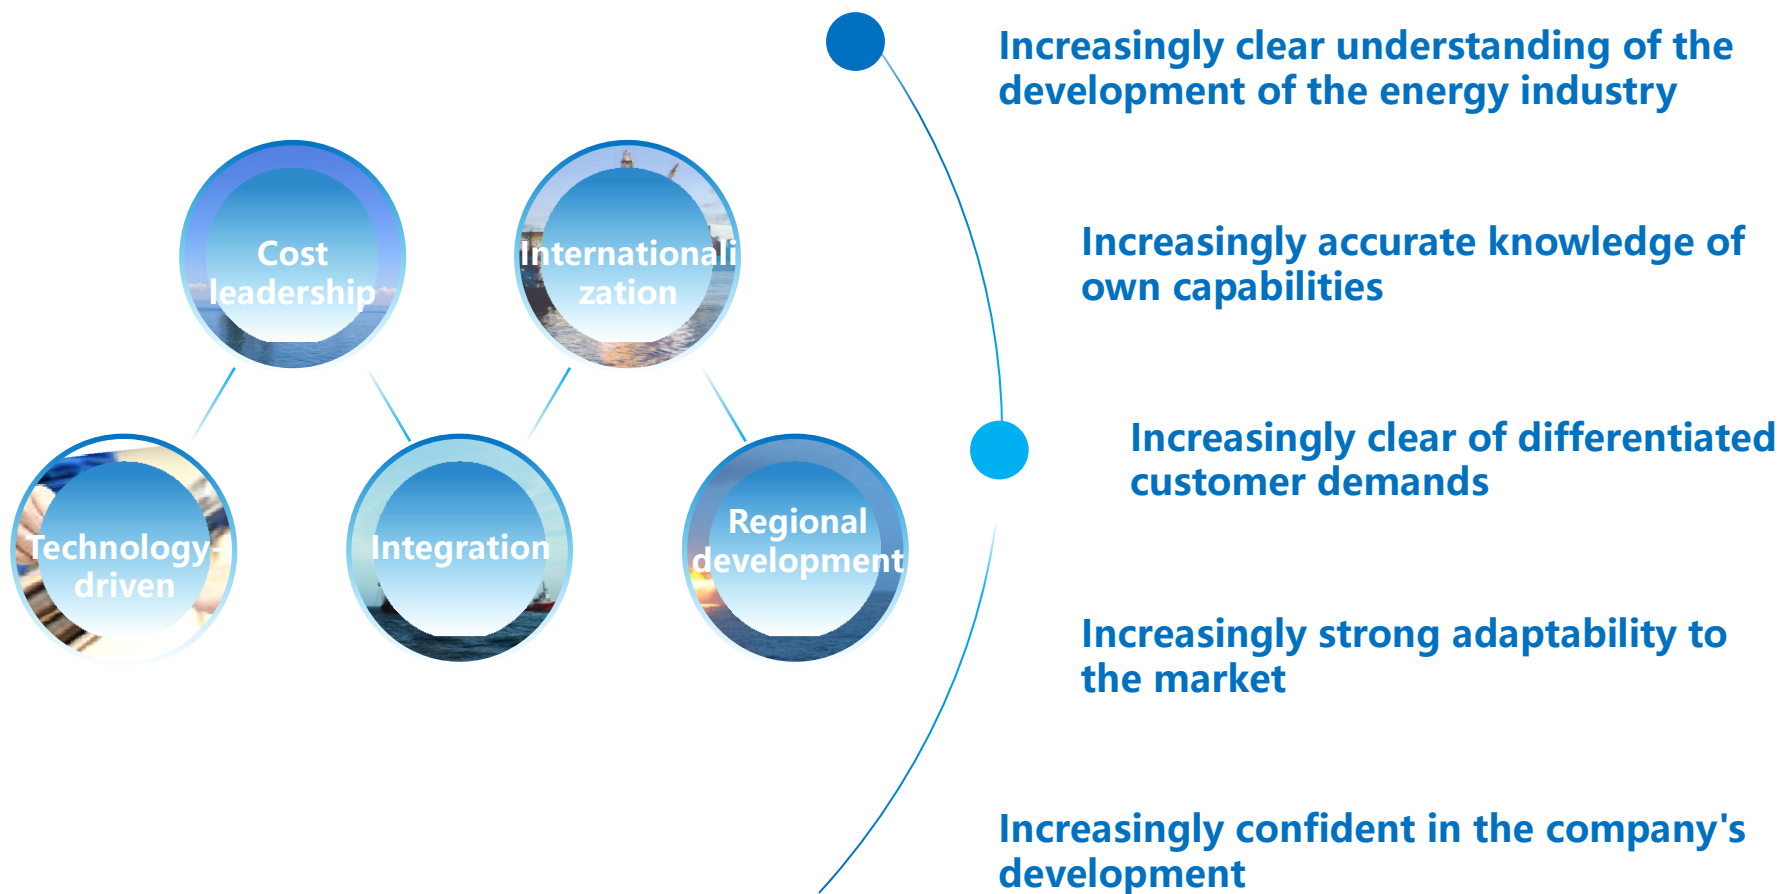 Cost
leadership
Internationali
zation
Technology-
driven
Integration
Regional
development
Increasingly clear understanding of the
development of the energy industry
Increasingly accurate knowledge of
own capabilities
Increasingly clear of differentiated
customer demands
Increasingly strong adaptability to
the market
Increasingly confident in the company's
development